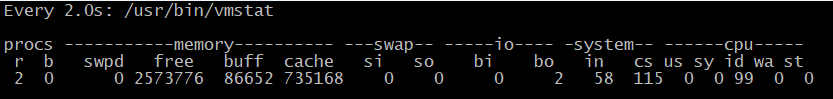 Every 2.0s: /usr/bin/vmstat
procs -----------memory---------- ---swap-- -----io---- -system-- ------cpu-----
 r  b   swpd   free   buff  cache   si   so    bi    bo   in   cs us sy id wa st
 2  0      0 2573776  86652 735168    0    0     0     2   58  115  0  0 99  0  0